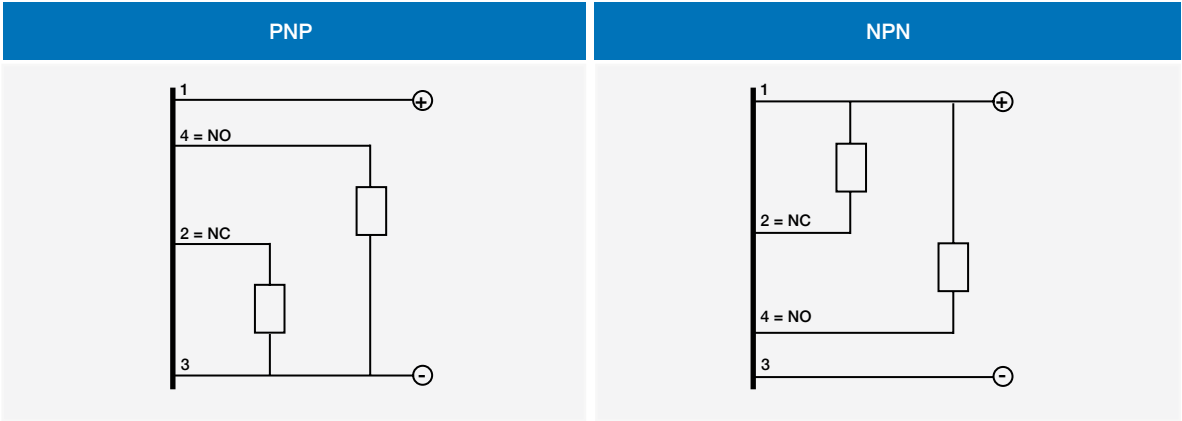 PNP
1
+
4 = NO
2 = NC
3
-
NPN
1
+
2 = NC
4 = NO
3
-